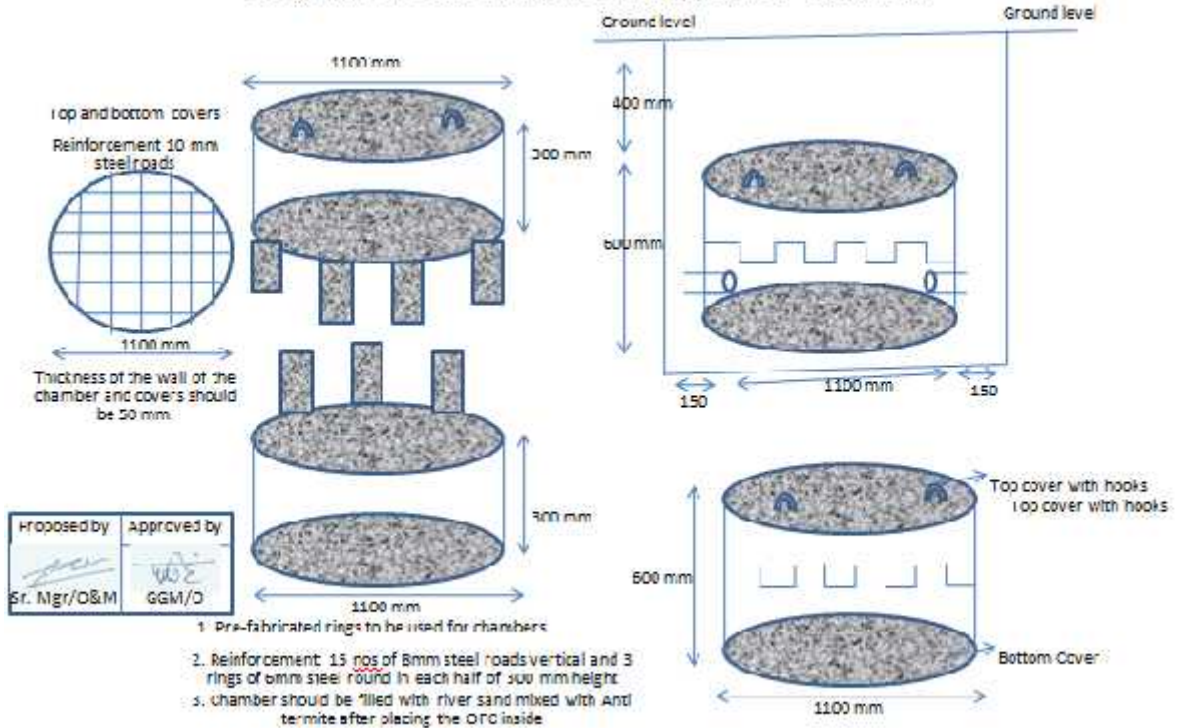 Ground level
Ground level
1100 mm
Top and bottom covers
Reinforcement 10 mm
steel roads
300 mm
400 mm
600 mm
1100 mm
Thickness of the wall of the
chamber and covers should
be 50 mm
1100 mm
150
150
Proposed by
Approved by
Sr. Mgr/O&M
GGM/O
300 mm
1100 mm
Top cover with hooks
Top cover with hooks
600 mm
Bottom Cover
1100 mm
1. Pre-fabricated rings to be used for chambers
2. Reinforcement 15 nos of 8mm steel roads vertical and 3
rings of 6mm steel round in each half of 300 mm height
3. Chamber should be filled with river sand mixed with Anti
termite after placing the OFC inside